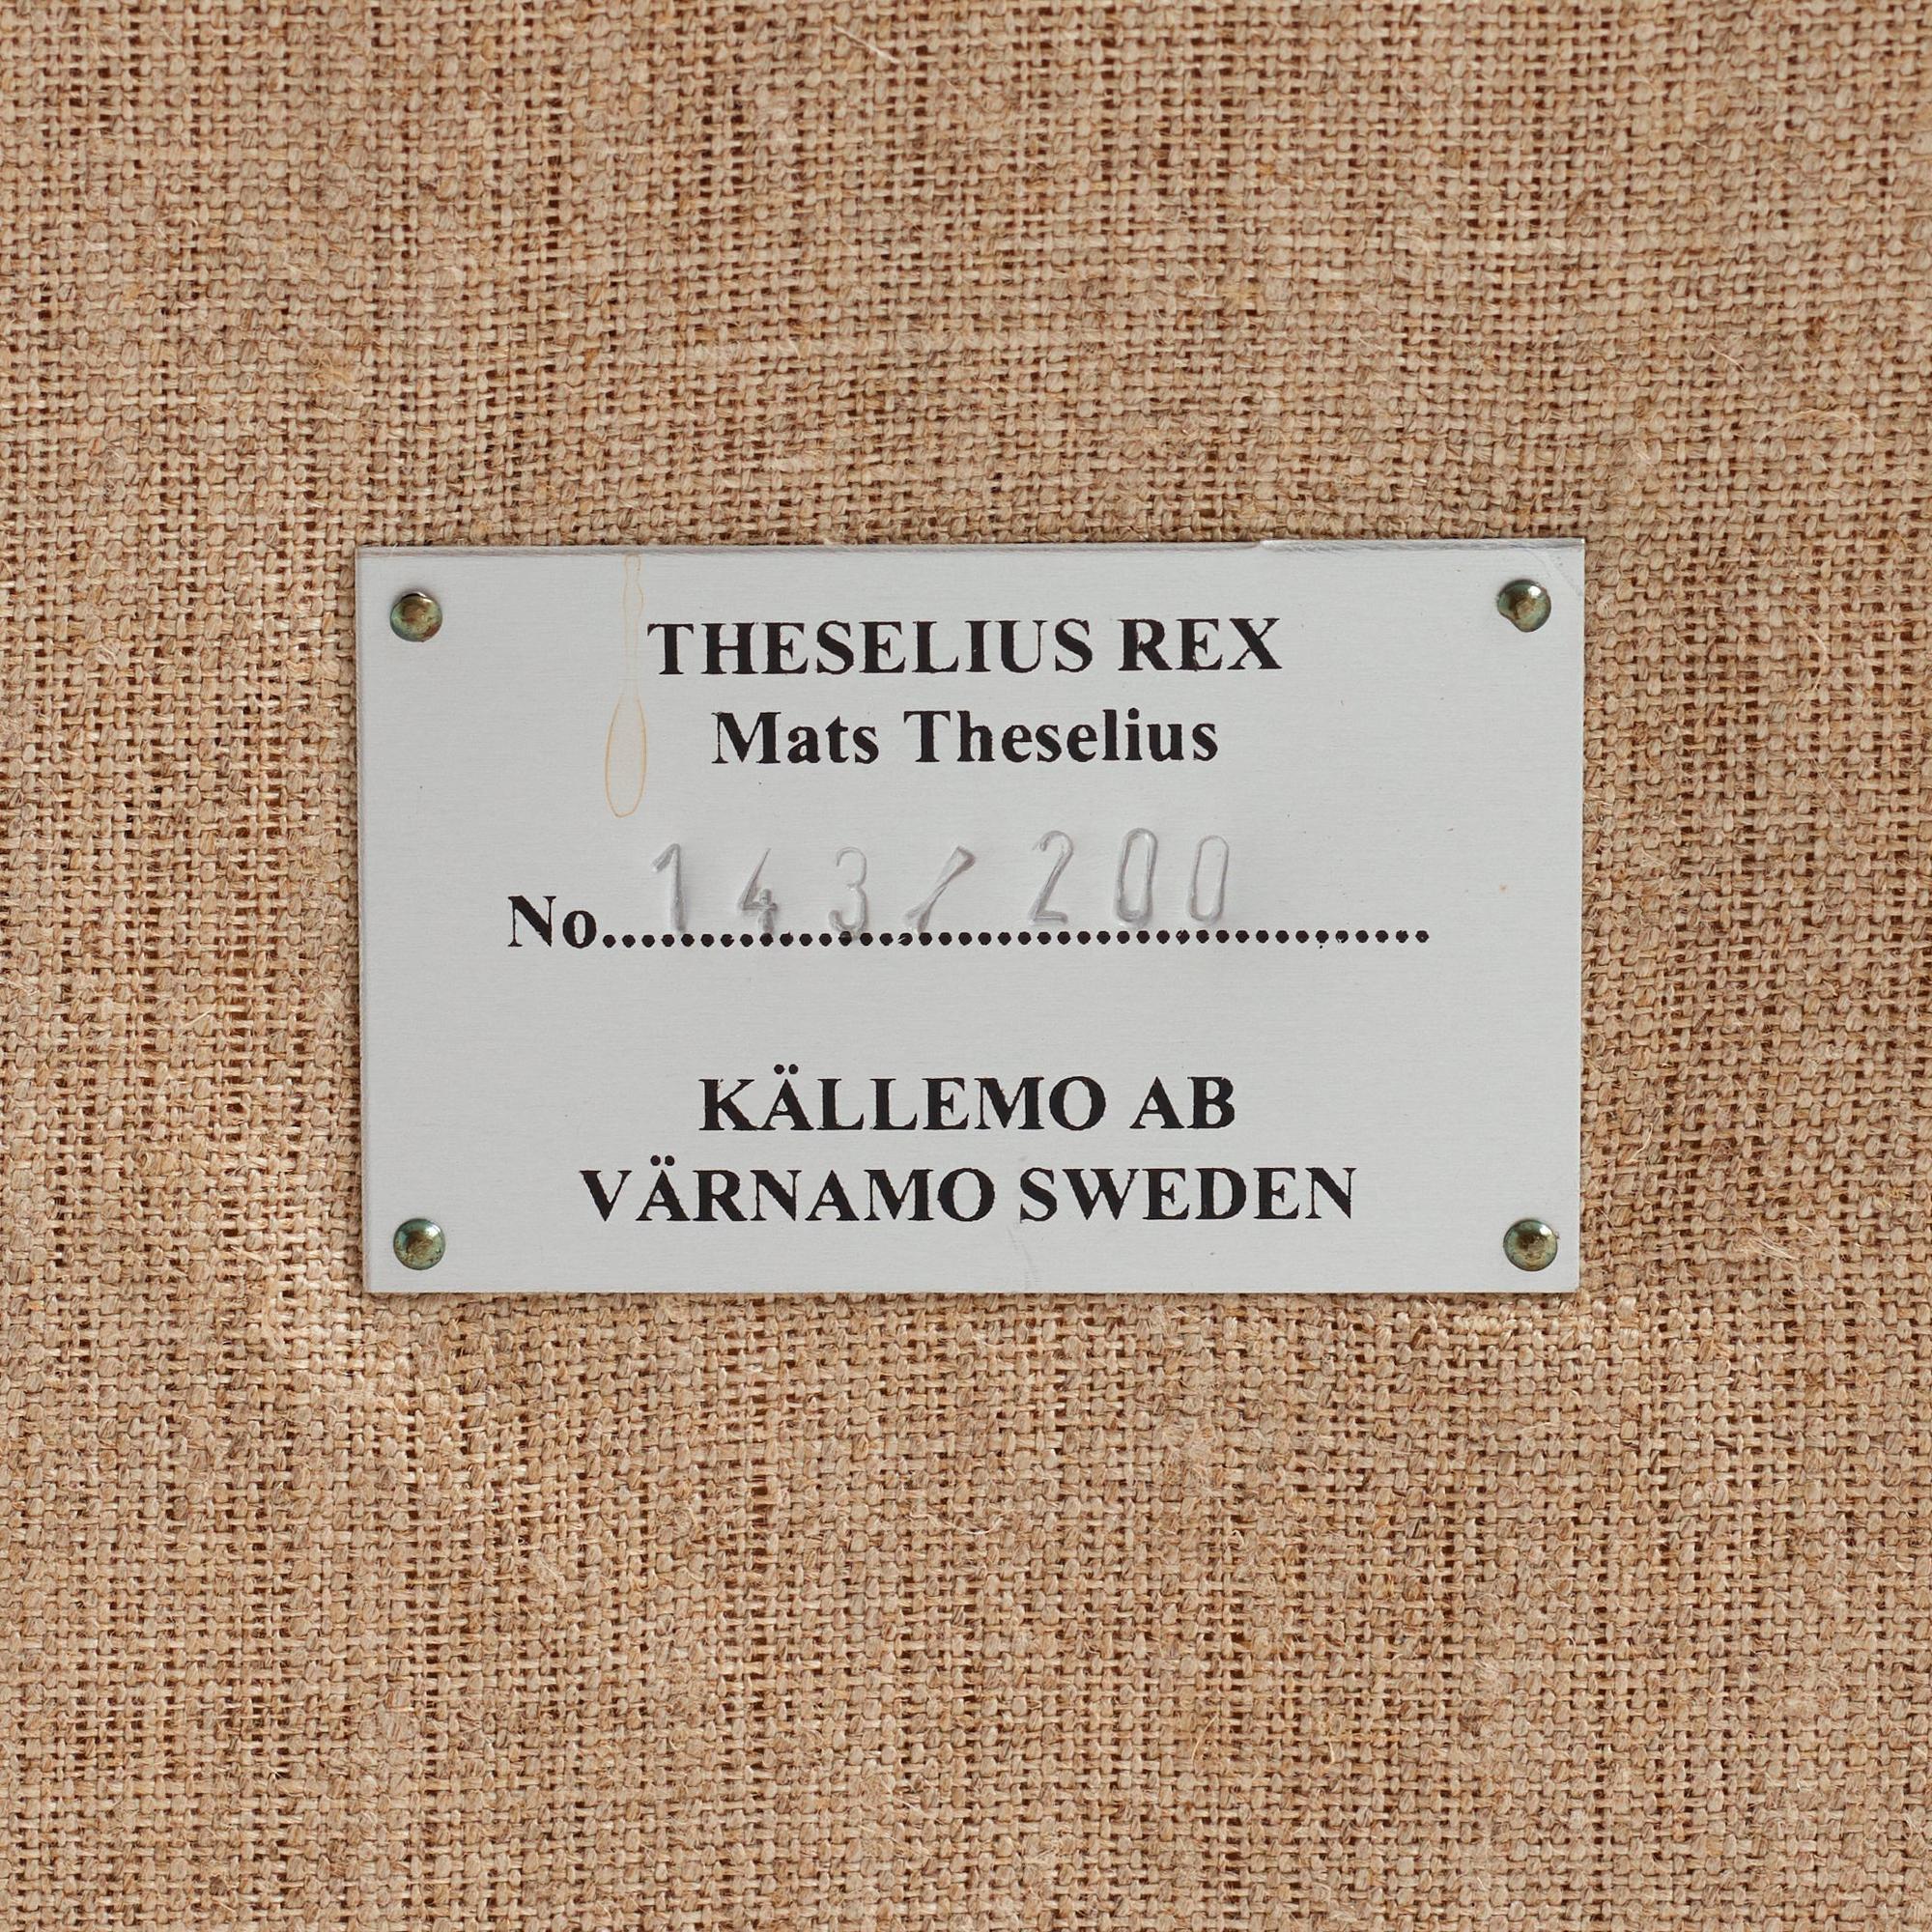 THESELIUS REX
Mats Theselius
No. 143/200
KÄLLEMO AB
VÄRNAMO SWEDEN